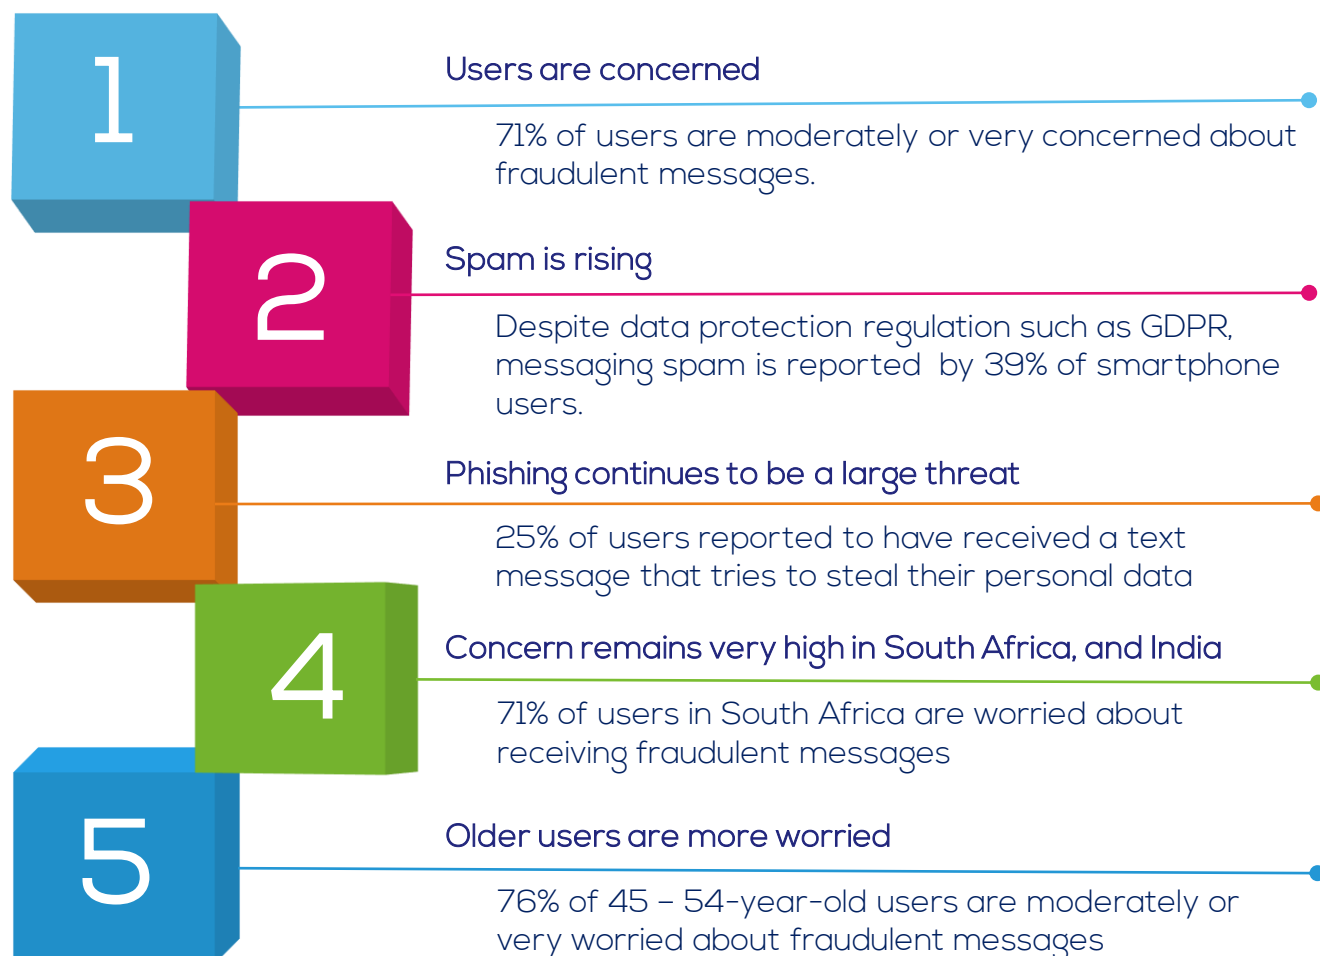 1
Users are concerned
71% of users are moderately or very concerned about
fraudulent messages.
2
Spam is rising
Despite data protection regulation such as GDPR,
messaging spam is reported  by 39% of smartphone
users.
3
Phishing continues to be a large threat
25% of users reported to have received a text
message that tries to steal their personal data
4
Concern remains very high in South Africa, and India
71% of users in South Africa are worried about
receiving fraudulent messages
5
Older users are more worried
76% of 45 – 54-year-old users are moderately or
very worried about fraudulent messages